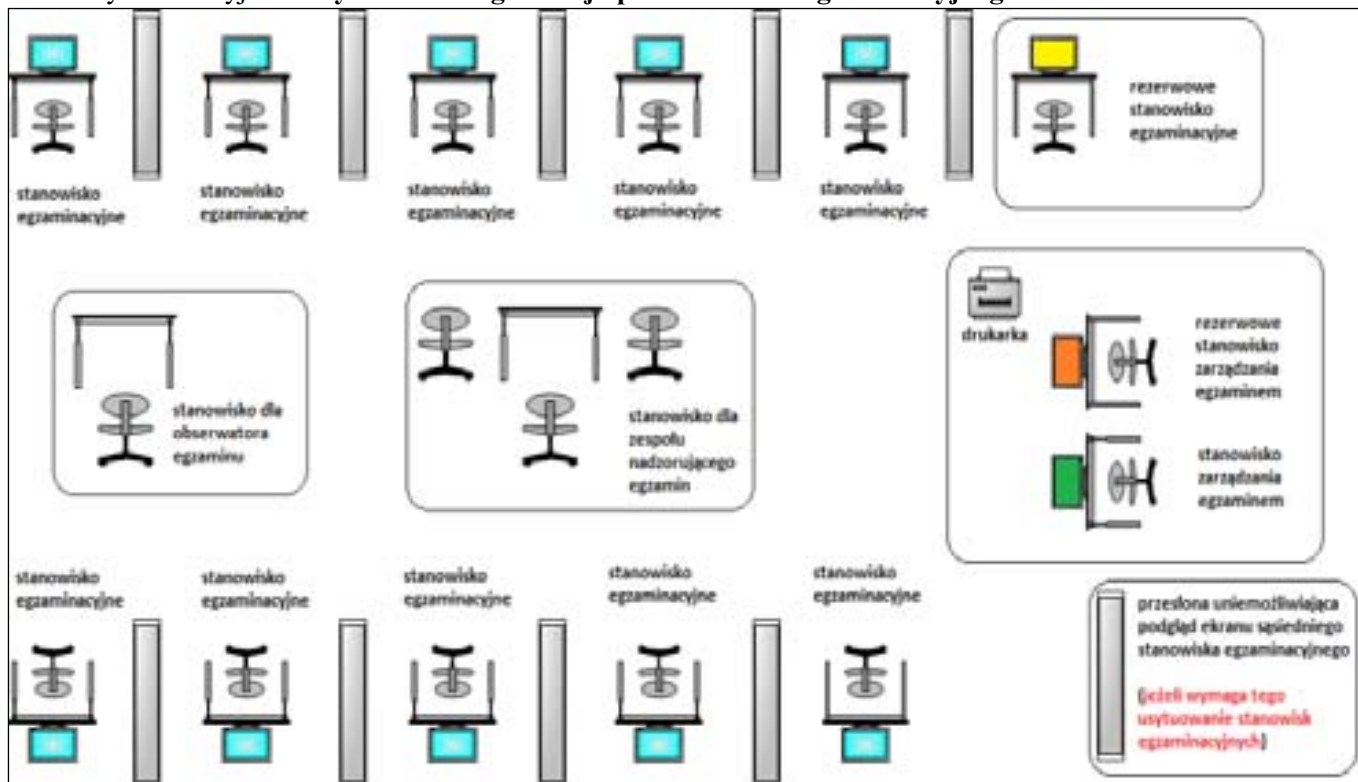 stanowisko
egzaminacyjne
stanowisko
egzaminacyjne
stanowisko
egzaminacyjne
stanowisko
egzaminacyjne
stanowisko
egzaminacyjne
rezerwowe
stanowisko
egzaminacyjne
stanowisko dla
obserwatora
egzaminu
stanowisko dla
zespołu
nadzorującego
egzamin
drukarka
rezerwowe
stanowisko
zarządzania
egzaminem
stanowisko
zarządzania
egzaminem
stanowisko
egzaminacyjne
stanowisko
egzaminacyjne
stanowisko
egzaminacyjne
stanowisko
egzaminacyjne
stanowisko
egzaminacyjne
przesłona uniemożliwiająca
podgląd ekranu sąsiedniego
stanowiska egzaminacyjnego
(jeżeli wymaga tego
usytuowanie stanowisk
egzaminacyjnych)